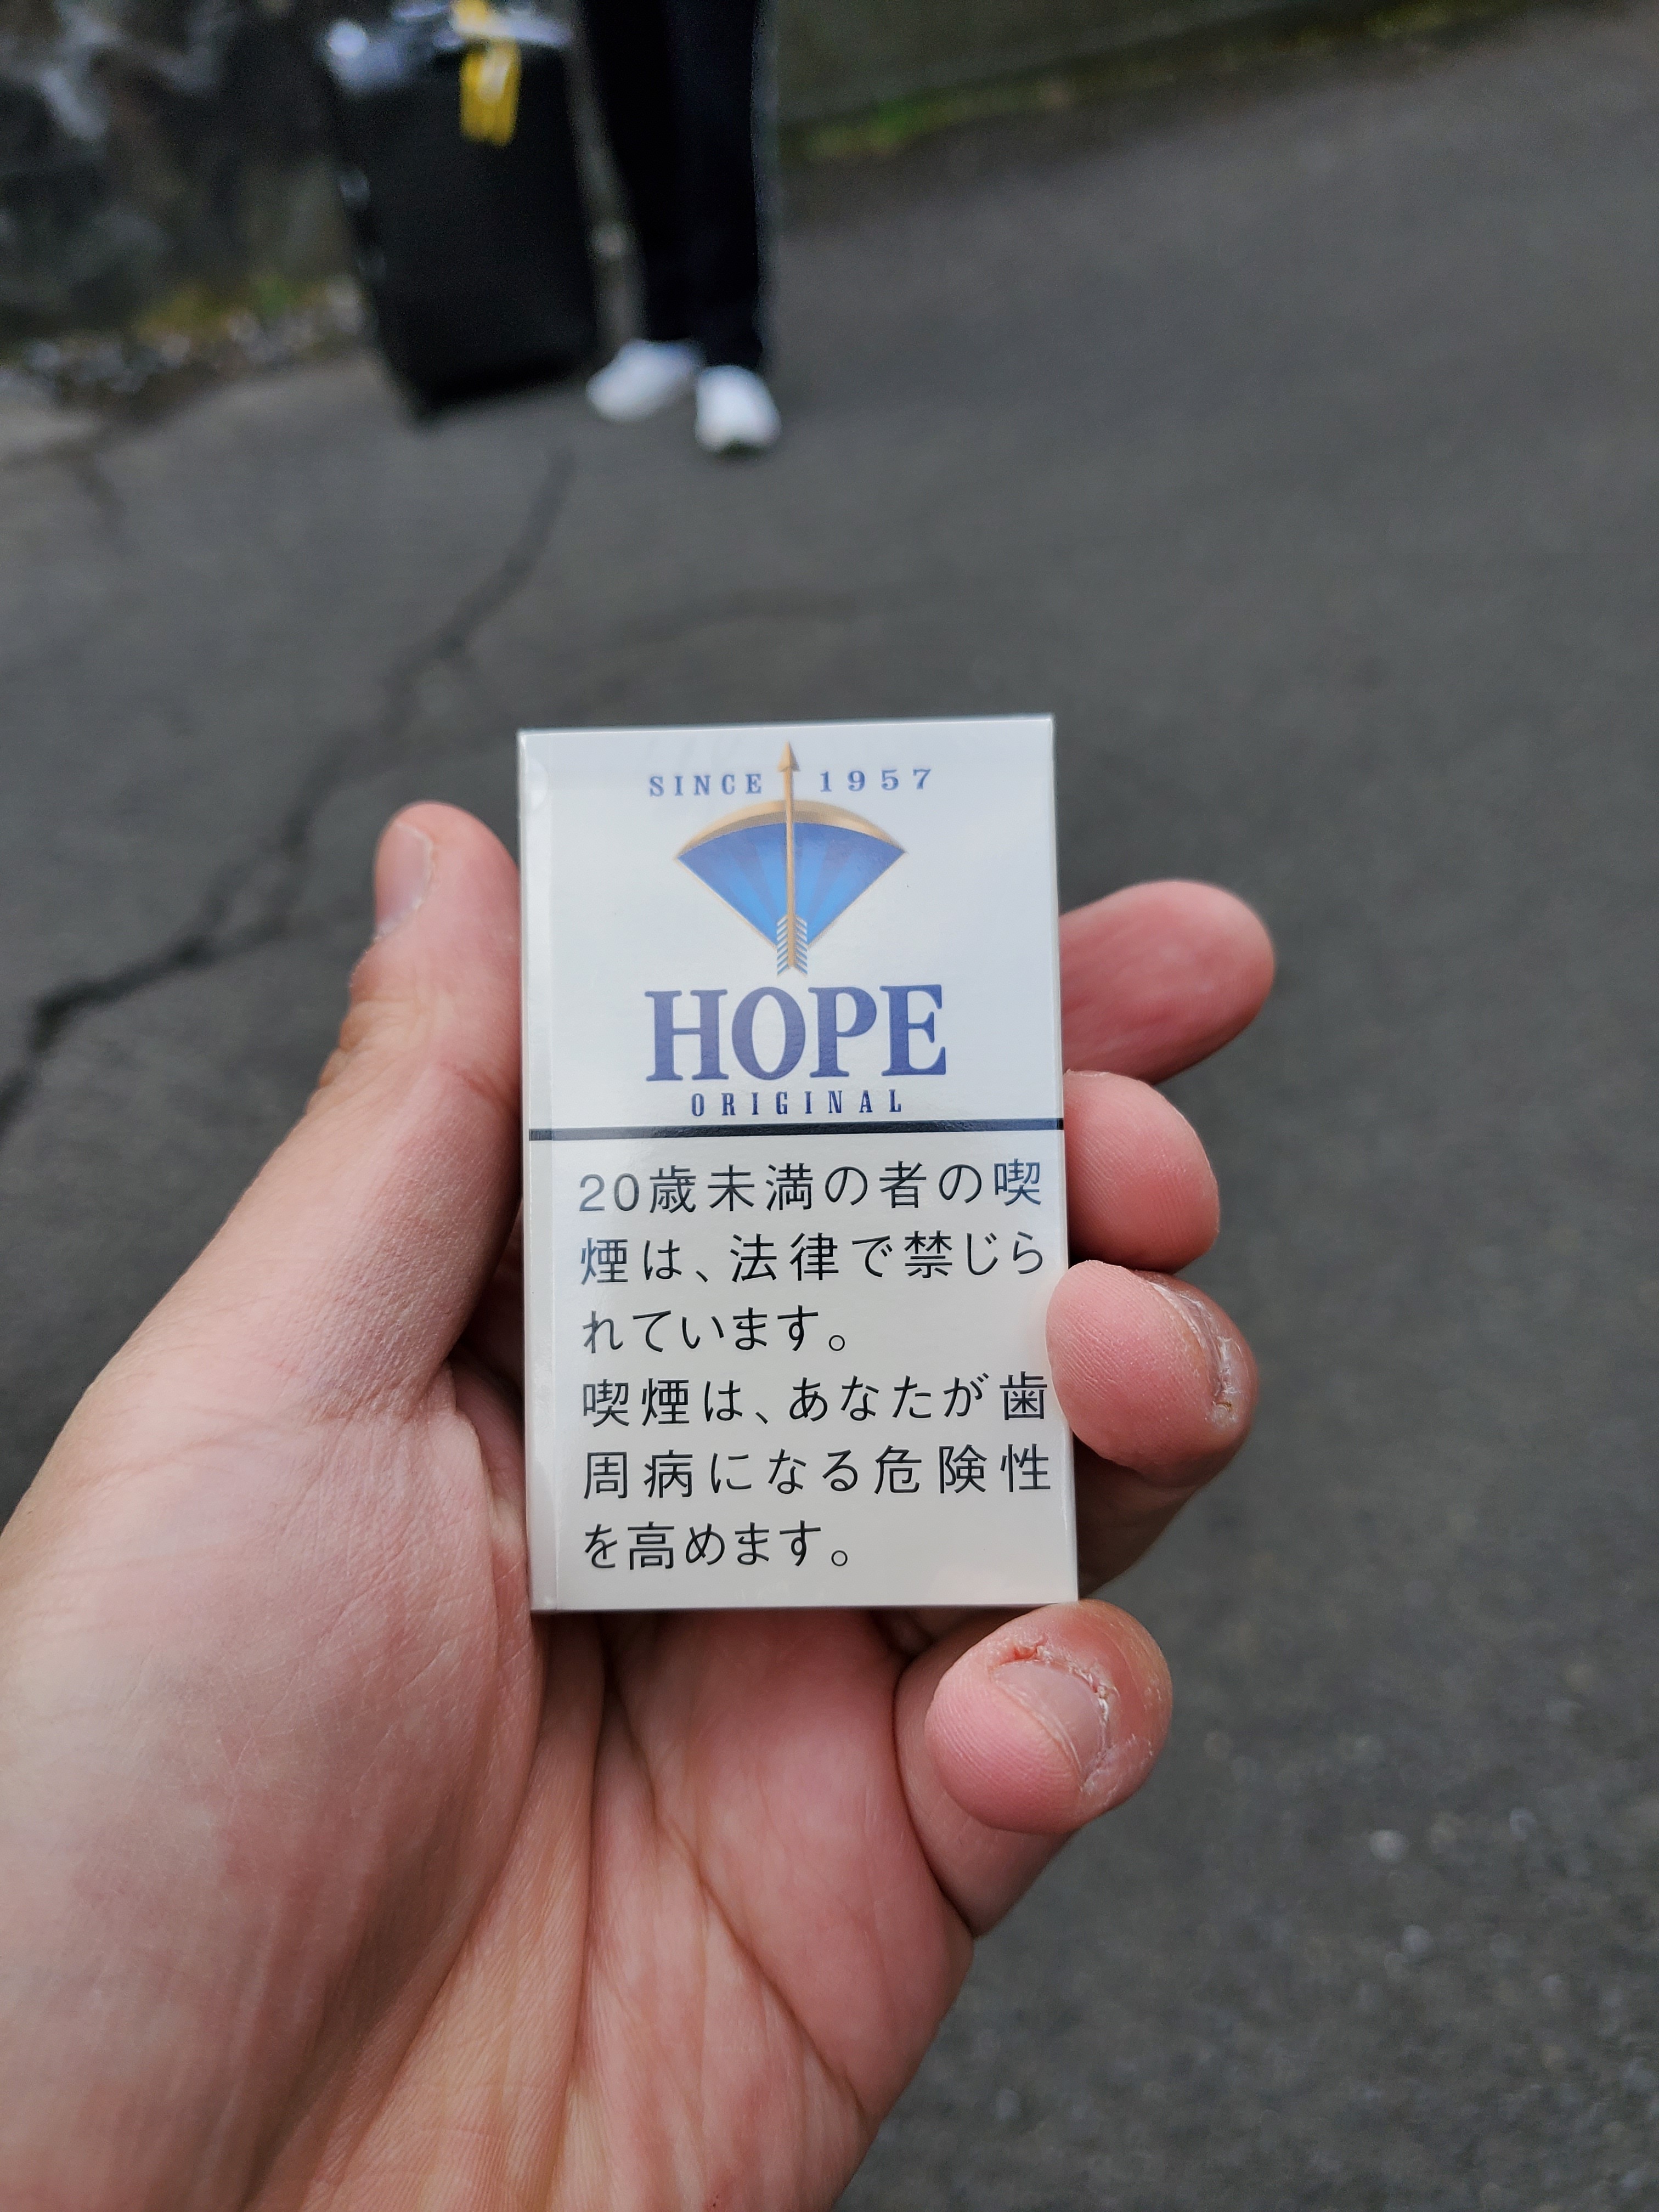 SINCE 1957
HOPE
ORIGINAL
20歳未満の者の喫
煙は、法律で禁じら
れています。
喫煙は、あなたが歯
周病になる危険性
を高めます。